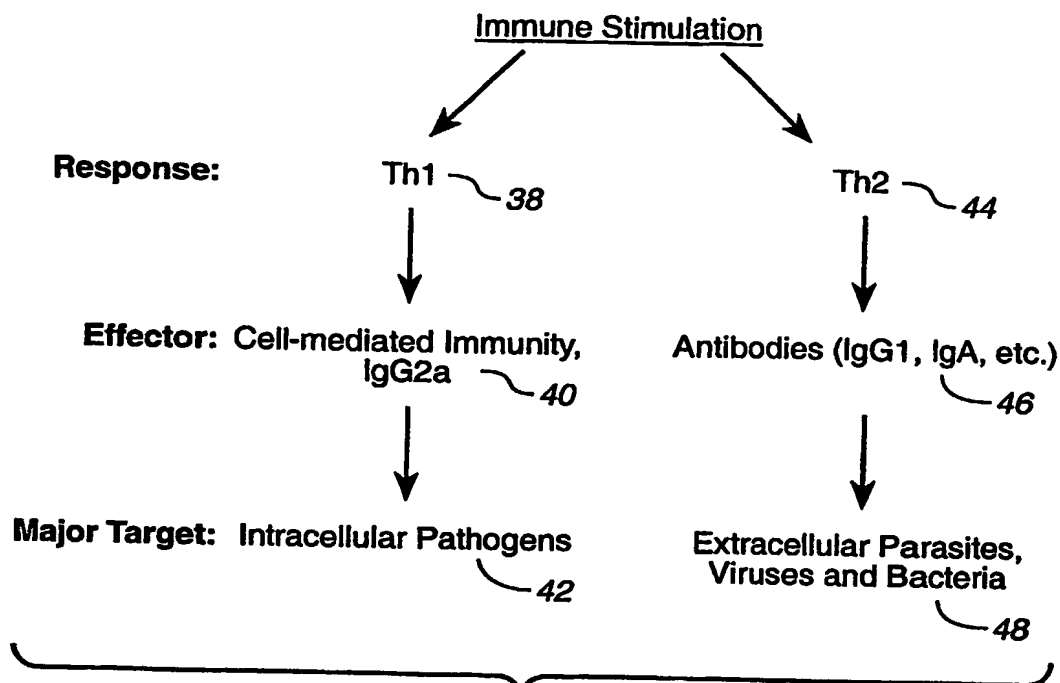 Immune Stimulation
Response: Th1 38 Th2 44
Effector: Cell-mediated Immunity, Antibodies (IgG1, IgA, etc.)
IgG2a 40 46
Major Target: Intracellular Pathogens Extracellular Parasites,
42 Viruses and Bacteria
48